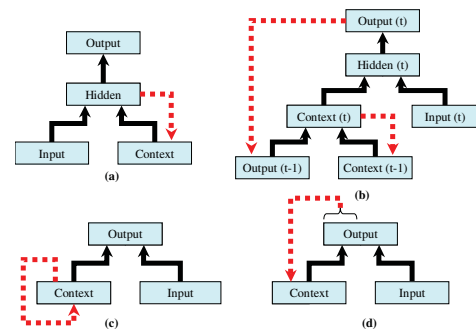 Output
Hidden
Input
Context
(a)
Output (t)
Hidden (t)
Context (t)
Input (t)
Output (t-1)
Context (t-1)
(b)
Output
Context
Input
(c)
Output
Context
Input
(d)